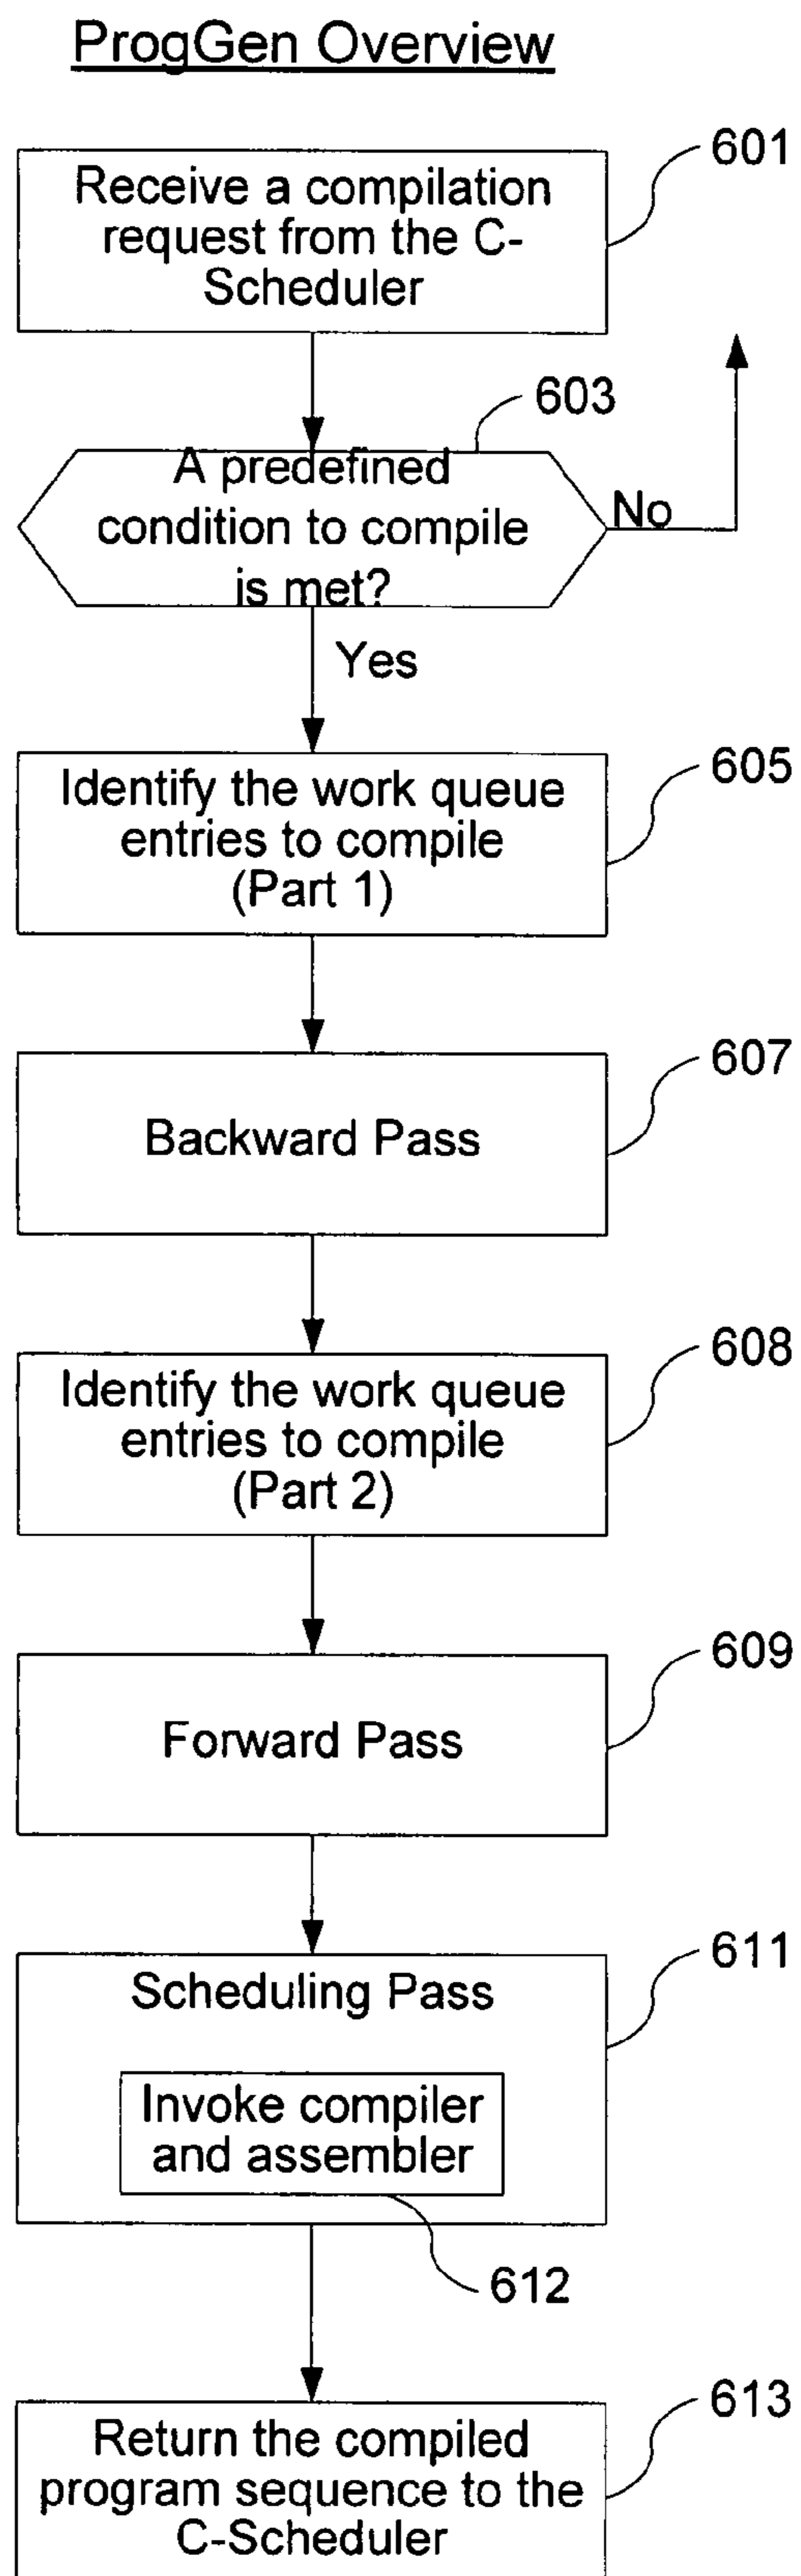 ProgGen Overview
601
Receive a compilation
request from the C-
Scheduler
603
A predefined
condition to compile
is met?
No
Yes
605
Identify the work queue
entries to compile
(Part 1)
607
Backward Pass
608
Identify the work queue
entries to compile
(Part 2)
609
Forward Pass
611
Scheduling Pass
Invoke compiler
and assembler
612
613
Return the compiled
program sequence to the
C-Scheduler